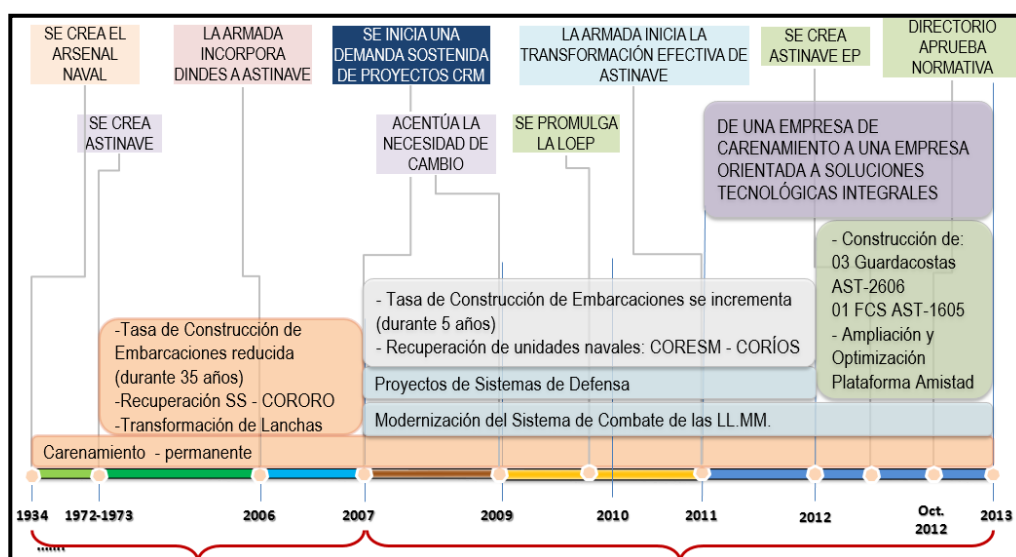 SE CREA EL
ARSENAL
NAVAL
LA ARMADA
INCORPORA
DINDES A ASTINAVE
SE INICIA UNA
DEMANDA SOSTENIDA
DE PROYECTOS CRM
LA ARMADA INICIA LA
TRANSFORMACIÓN EFECTIVA DE
ASTINAVE
SE CREA
ASTINAVE EP
DIRECTORIO
APRUEBA
NORMATIVA
SE CREA
ASTINAVE
ACENTÚA LA
NECESIDAD DE
CAMBIO
SE PROMULGA
LA LOEP
DE UNA EMPRESA DE
CARENAMIENTO A UNA EMPRESA
ORIENTADA A SOLUCIONES
TECNOLÓGICAS INTEGRALES
- Construcción de:
03 Guardacostas
AST-2606
01 FCS AST-1605
- Ampliación y
Optimización
Plataforma Amistad
- Tasa de Construcción de Embarcaciones se incrementa
(durante 5 años)
- Recuperación de unidades navales: CORESM - CORÍOS
-Tasa de Construcción de
Embarcaciones reducida
(durante 35 años)
-Recuperación SS - CORORO
-Transformación de Lanchas
Proyectos de Sistemas de Defensa
Modernización del Sistema de Combate de las LL.MM.
Carenamiento - permanente
1934
1972-1973
2006
2007
2009
2010
2011
2012
Oct.
2012
2013
.......